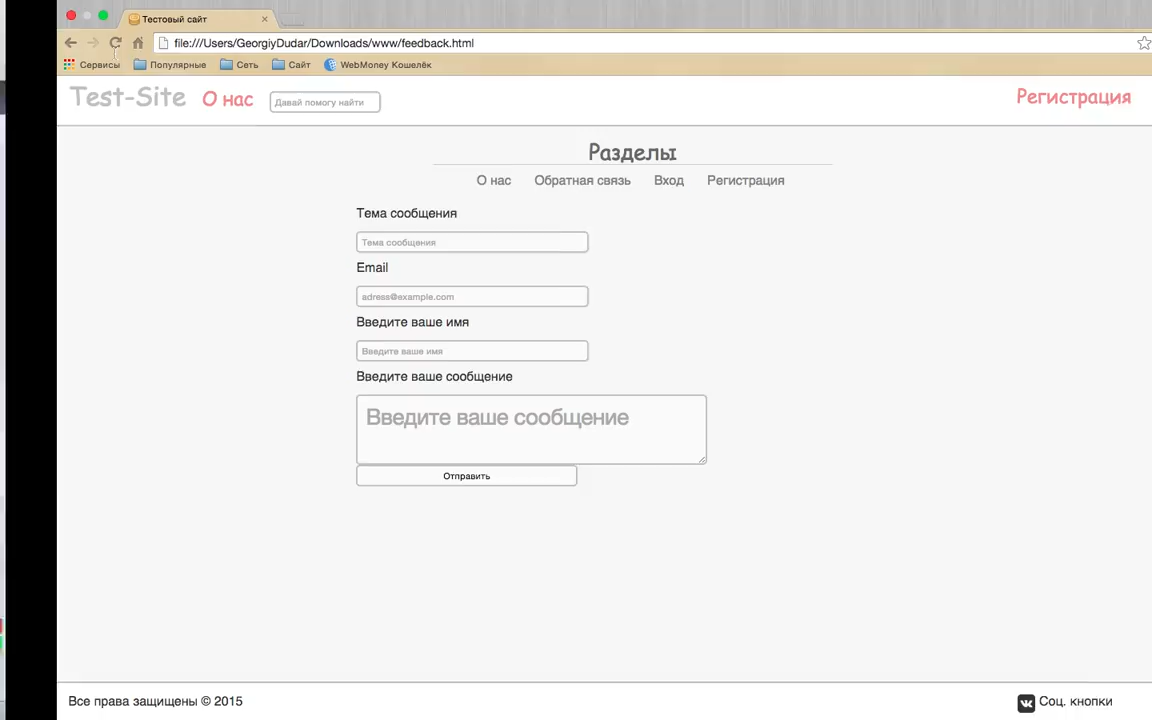 Тестовый сайт
file:///Users/GeorgiyDudar/Downloads/www/feedback.html
Сервисы Популярные Сеть Сайт WebMoney Кошелёк
Test-Site О нас Давай помогу найти Регистрация
Разделы
О нас Обратная связь Вход Регистрация
Тема сообщения
Тема сообщения
Email
adress@example.com
Введите ваше имя
Введите ваше имя
Введите ваше сообщение
Введите ваше сообщение
Отправить
Все права защищены © 2015 Соц. кнопки